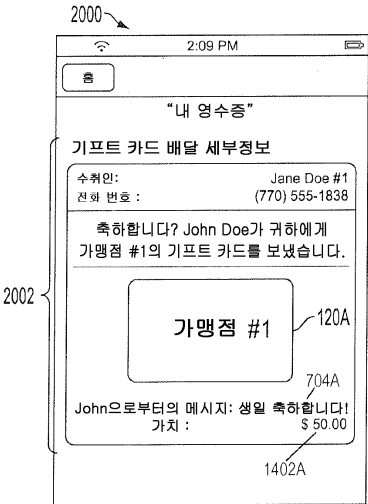 2000
2:09 PM
홈
“내 영수증”
기프트 카드 배달 세부정보
수취인: Jane Doe #1
전화 번호 : (770) 555-1838
축하합니다? John Doe가 귀하에게
가맹점 #1의 기프트 카드를 보냈습니다.
2002
가맹점 #1
120A
704A
John으로부터의 메시지: 생일 축하합니다!
가치 : $ 50.00
1402A